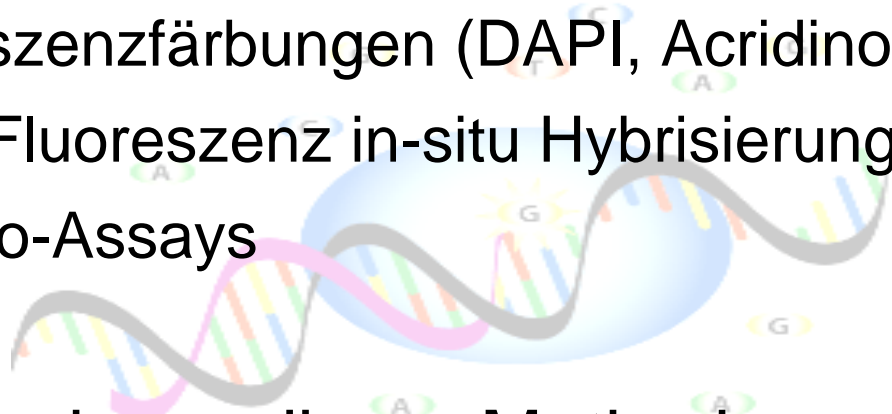 szenzfärbungen (DAPI, Acridino
Fluoreszenz in-situ Hybrisierung
o-Assays
C
G
T
A
C
A
G
G
A
A